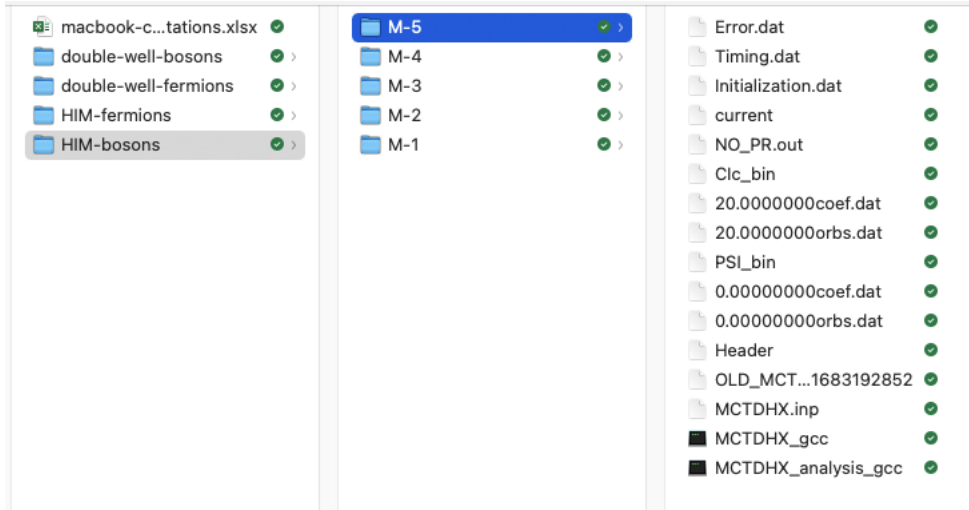 macbook-c...tations.xlsx
double-well-bosons
double-well-fermions
HIM-fermions
HIM-bosons
M-5
M-4
M-3
M-2
M-1
Error.dat
Timing.dat
Initialization.dat
current
NO_PR.out
CIc_bin
20.0000000coef.dat
20.0000000orbs.dat
PSI_bin
0.00000000coef.dat
0.00000000orbs.dat
Header
OLD_MCT...1683192852
MCTDHX.inp
MCTDHX_gcc
MCTDHX_analysis_gcc